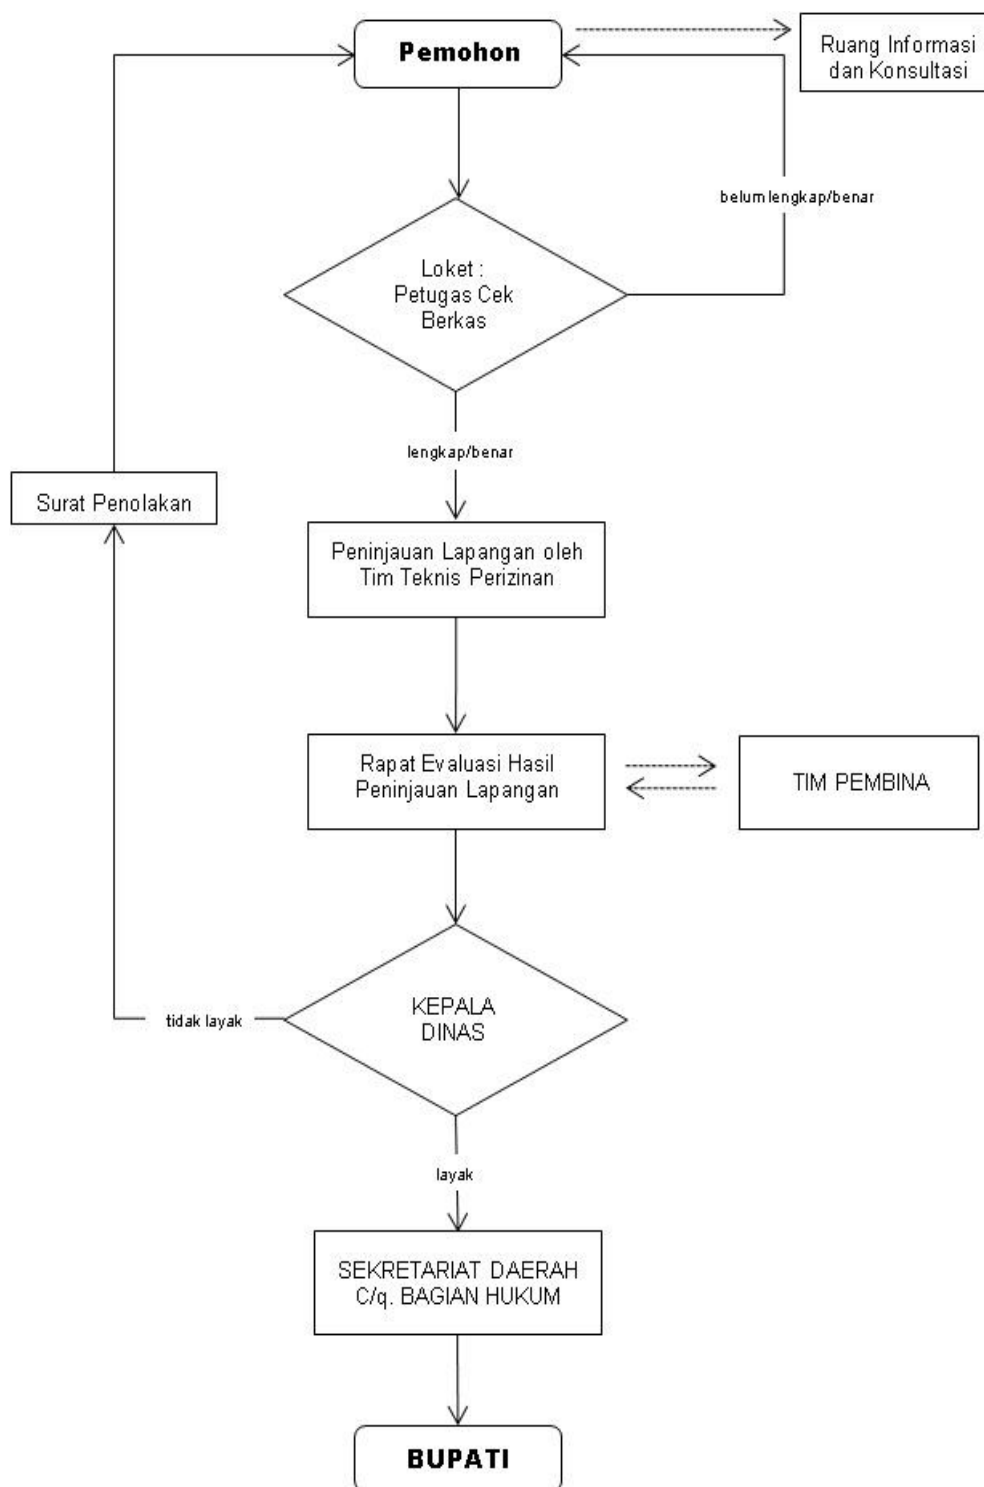 Pemohon
Ruang Informasi
dan Konsultasi
belum lengkap/benar
Loket :
Petugas Cek
Berkas
lengkap/benar
Surat Penolakan
Peninjauan Lapangan oleh
Tim Teknis Perizinan
Rapat Evaluasi Hasil
Peninjauan Lapangan
TIM PEMBINA
KEPALA
DINAS
tidak layak
layak
SEKRETARIAT DAERAH
C/q. BAGIAN HUKUM
BUPATI